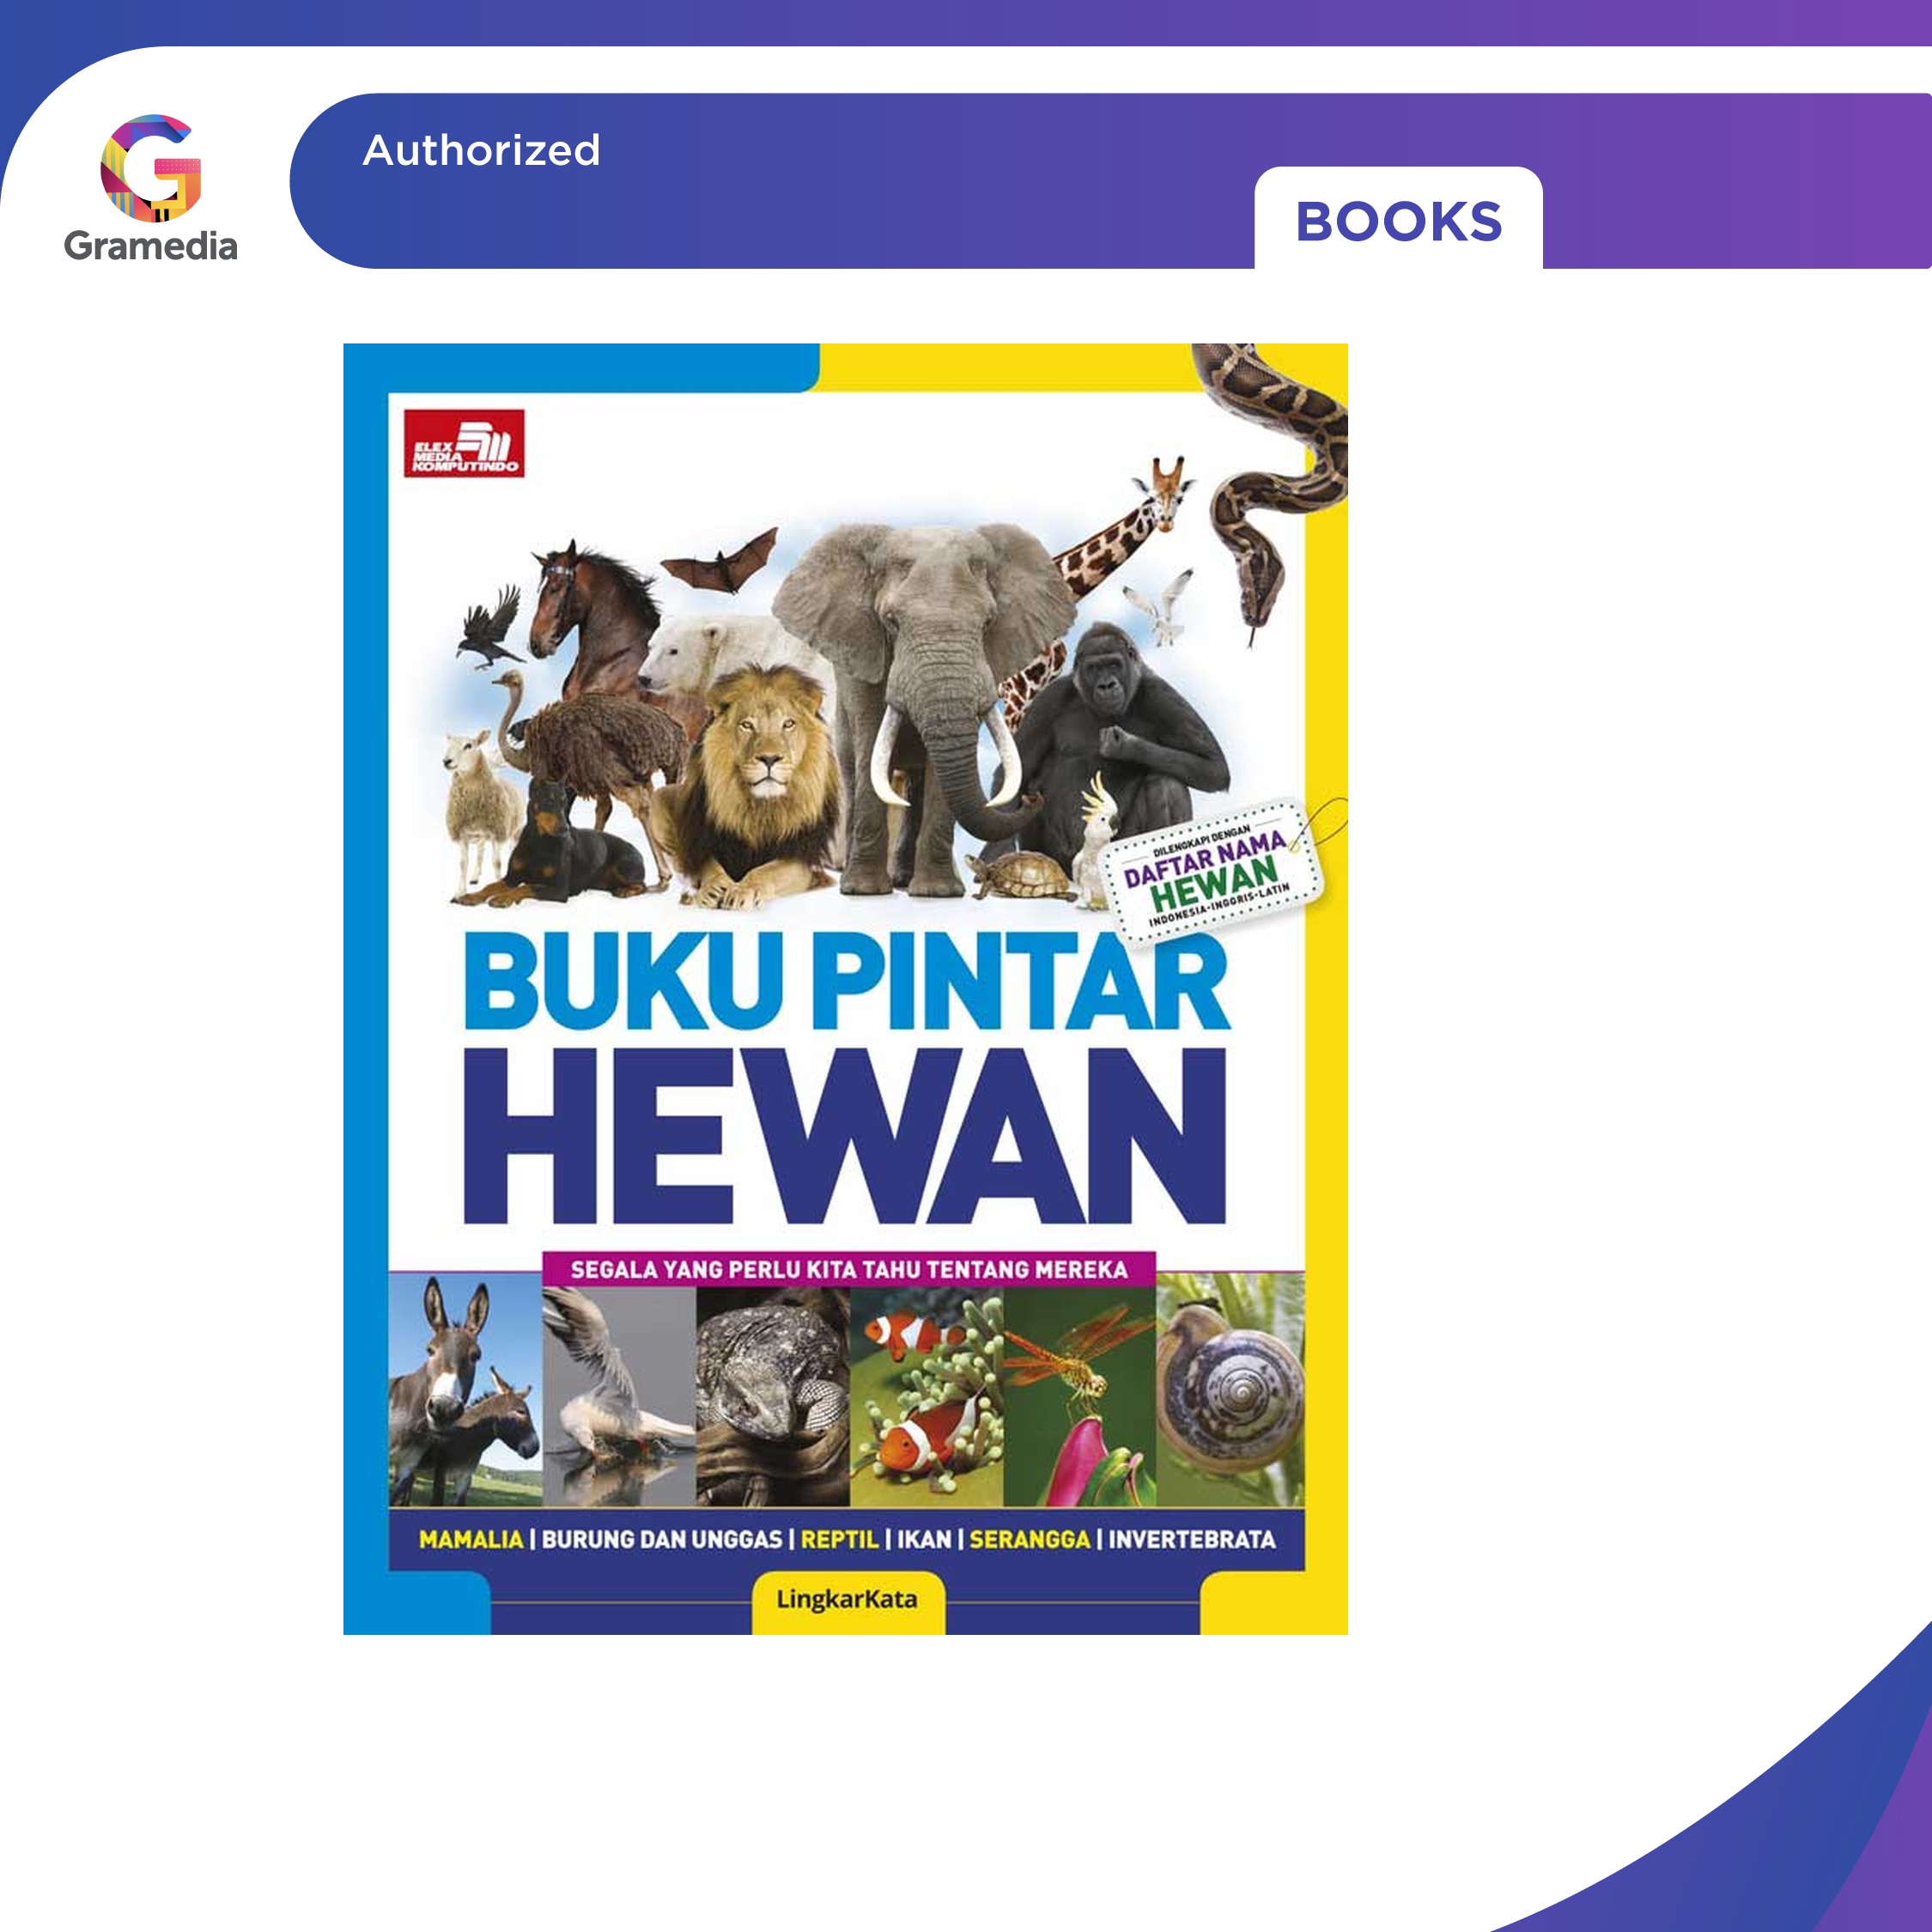 Gramedia
Authorized
BOOKS
ELEX
MEDIA
KOMPUTINDO
DILENGKAPI DENGAN
DAFTAR NAMA
HEWAN
INDONESIA-INGGRIS-LATIN
BUKU PINTAR
HEWAN
SEGALA YANG PERLU KITA TAHU TENTANG MEREKA
MAMALIA | BURUNG DAN UNGGAS | REPTIL | IKAN | SERANGGA | INVERTEBRATA
LingkarKata